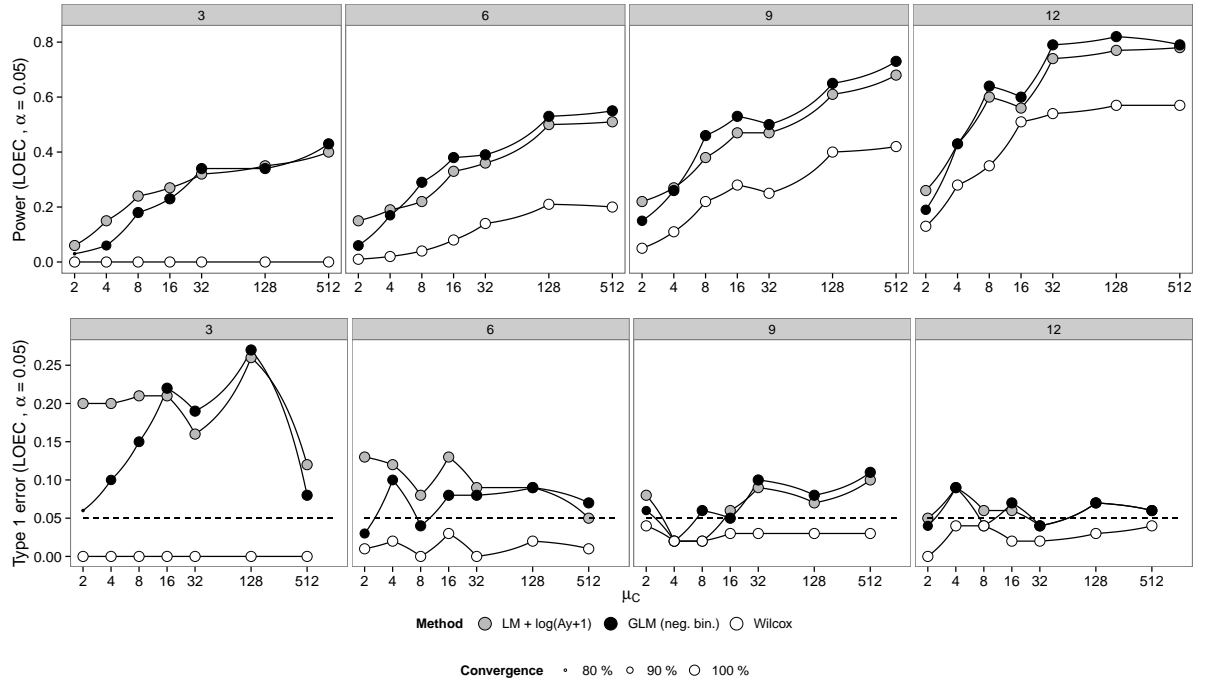 3 6 9 12
Power (LOEC , α = 0.05)
0.8
0.6
0.4
0.2
0.0
2 4 8 16 32 128 512 2 4 8 16 32 128 512 2 4 8 16 32 128 512 2 4 8 16 32 128 512
3 6 9 12
Type 1 error (LOEC , α = 0.05)
0.25
0.20
0.15
0.10
0.05
0.00
2 4 8 16 32 128 512 2 4 8 16 32 128 512 2 4 8 16 32 128 512 2 4 8 16 32 128 512
μC
Method LM + log(Ay+1) GLM (neg. bin.) Wilcox
Convergence 80 % 90 % 100 %